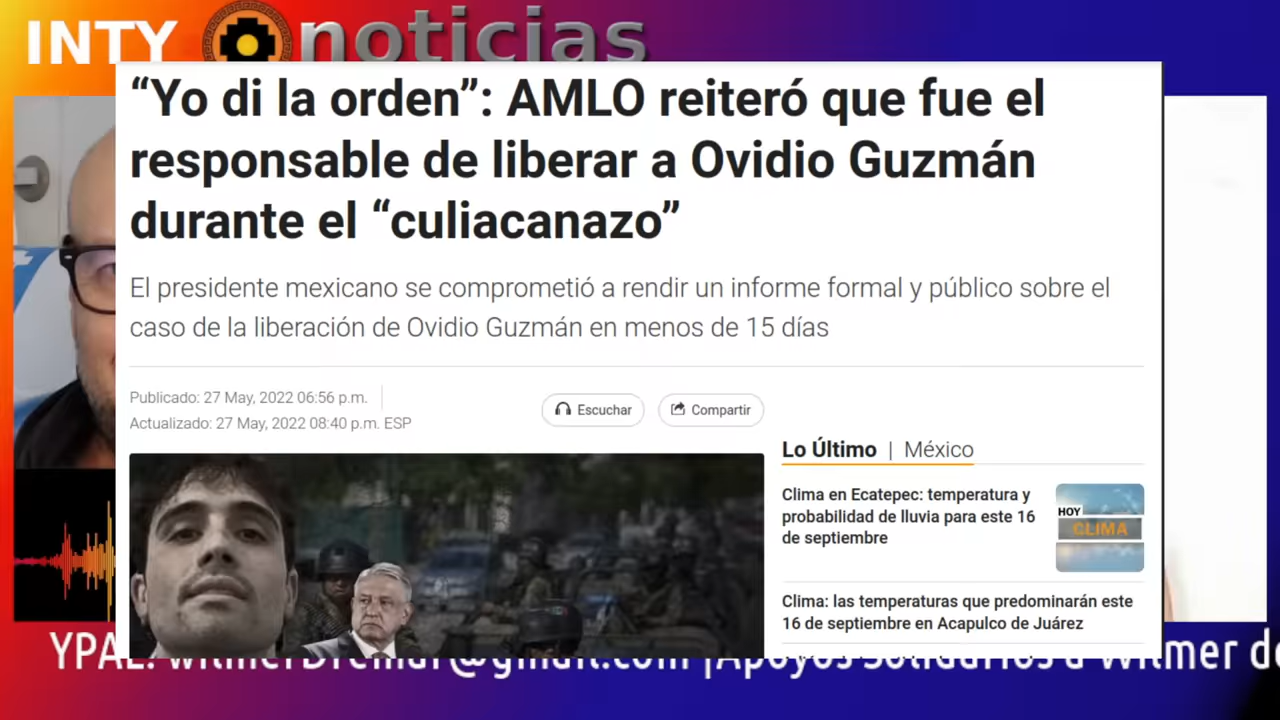 INTY noticias
“Yo di la orden”: AMLO reiteró que fue el
responsable de liberar a Ovidio Guzmán
durante el “culiacanazo”
El presidente mexicano se comprometió a rendir un informe formal y público sobre el
caso de la liberación de Ovidio Guzmán en menos de 15 días
Publicado: 27 May, 2022 06:56 p.m.
Actualizado: 27 May, 2022 08:40 p.m. ESP
Escuchar
Compartir
Lo Último | México
Clima en Ecatepec: temperatura y
probabilidad de lluvia para este 16
de septiembre
HOY
CLIMA
Clima: las temperaturas que predominarán este
16 de septiembre en Acapulco de Juárez
Wilmer